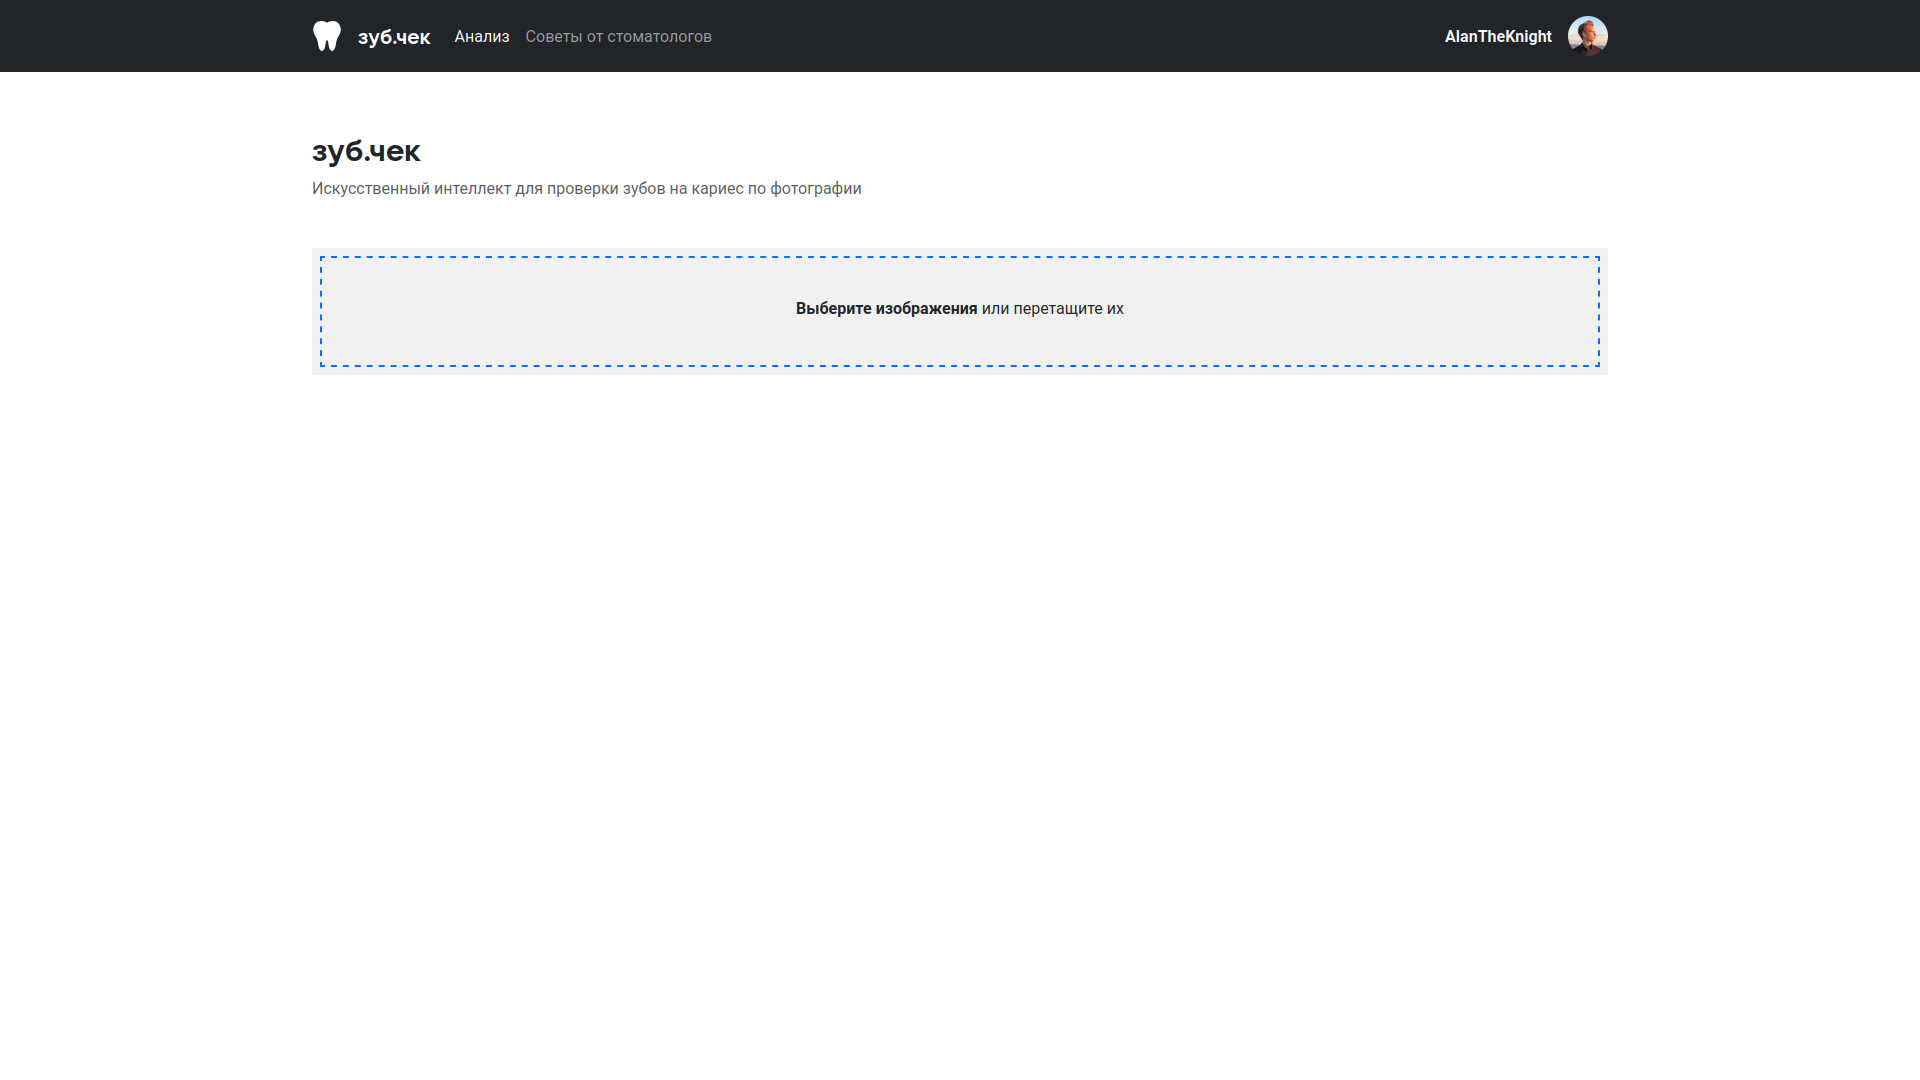 зуб.чек
Анализ
Советы от стоматологов
AlanTheKnight
зуб.чек
Искусственный интеллект для проверки зубов на кариес по фотографии
Выберите изображения или перетащите их